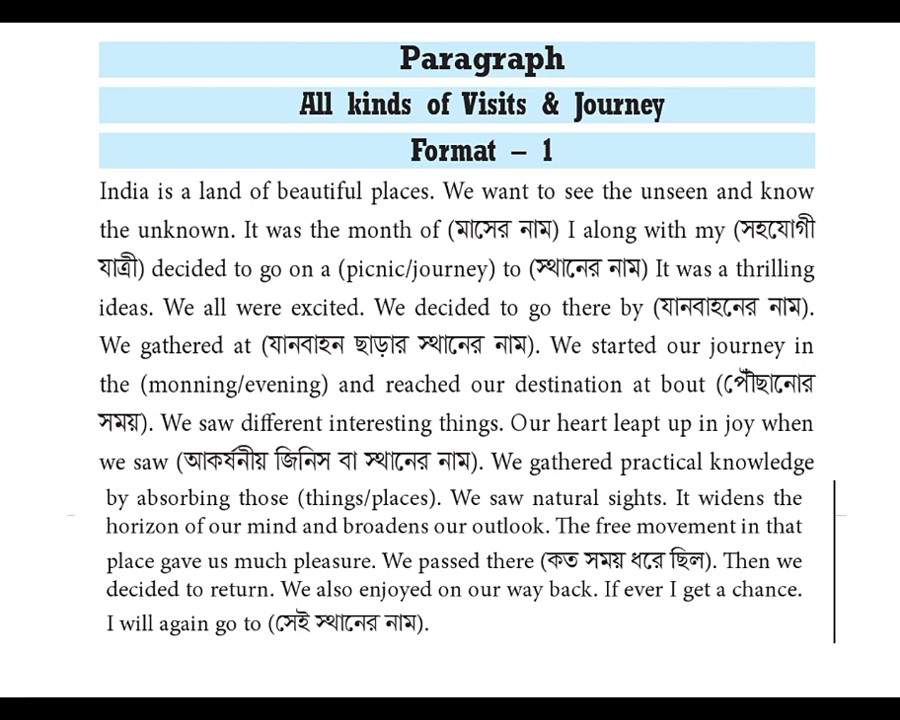 Paragraph
All kinds of Visits & Journey
Format – 1
India is a land of beautiful places. We want to see the unseen and know
the unknown. It was the month of (মাসের নাম) I along with my (সহযোগী
যাত্রী) decided to go on a (picnic/journey) to (স্থানের নাম) It was a thrilling
ideas. We all were excited. We decided to go there by (যানবাহনের নাম).
We gathered at (যানবাহন ছাড়ার স্থানের নাম). We started our journey in
the (monning/evening) and reached our destination at bout (পৌঁছানোর
সময়). We saw different interesting things. Our heart leapt up in joy when
we saw (আকর্ষনীয় জিনিস বা স্থানের নাম). We gathered practical knowledge
by absorbing those (things/places). We saw natural sights. It widens the
horizon of our mind and broadens our outlook. The free movement in that
place gave us much pleasure. We passed there (কত সময় ধরে ছিল). Then we
decided to return. We also enjoyed on our way back. If ever I get a chance.
I will again go to (সেই স্থানের নাম).